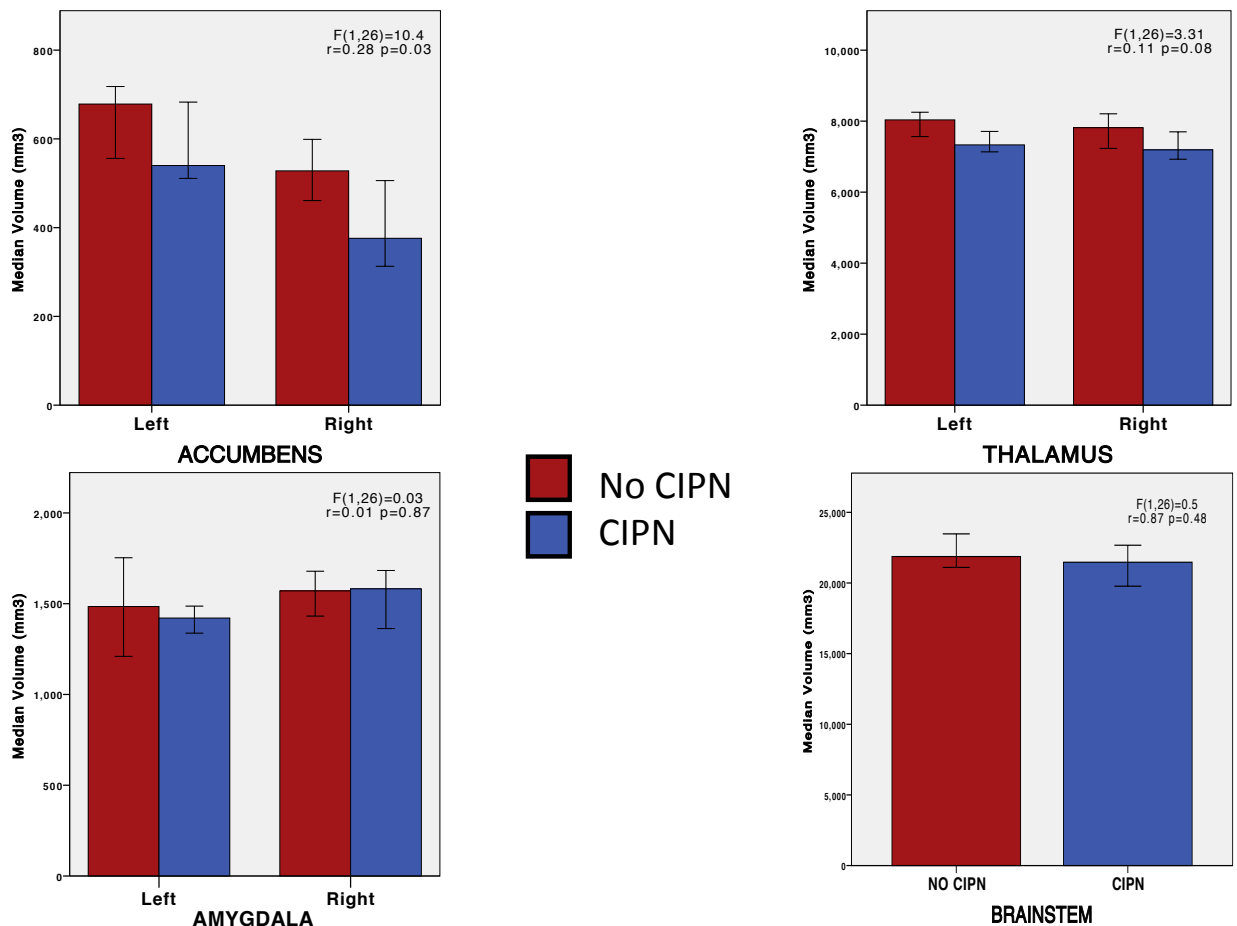 F(1,26)=10.4
r=0.28 p=0.03
800
600
400
200
0
Median Volume (mm3)
Left
Right
ACCUMBENS
F(1,26)=3.31
r=0.11 p=0.08
10,000
8,000
6,000
4,000
2,000
0
Median Volume (mm3)
Left
Right
THALAMUS
No CIPN
CIPN
F(1,26)=0.03
r=0.01 p=0.87
2,000
1,500
1,000
500
0
Median Volume (mm3)
Left
Right
AMYGDALA
F(1,26)=0.5
r=0.87 p=0.48
25,000
20,000
15,000
10,000
5,000
0
Median Volume (mm3)
NO CIPN
CIPN
BRAINSTEM